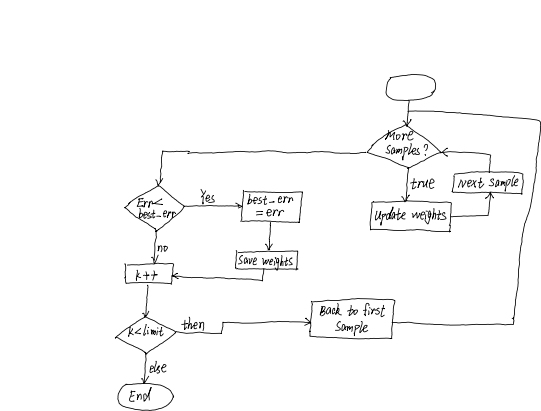 More
samples?
true
Next sample
Update weights
Err<
best_err
Yes
best_err
=err
no
Save weights
k++
k<limit
then
Back to first
sample
else
End